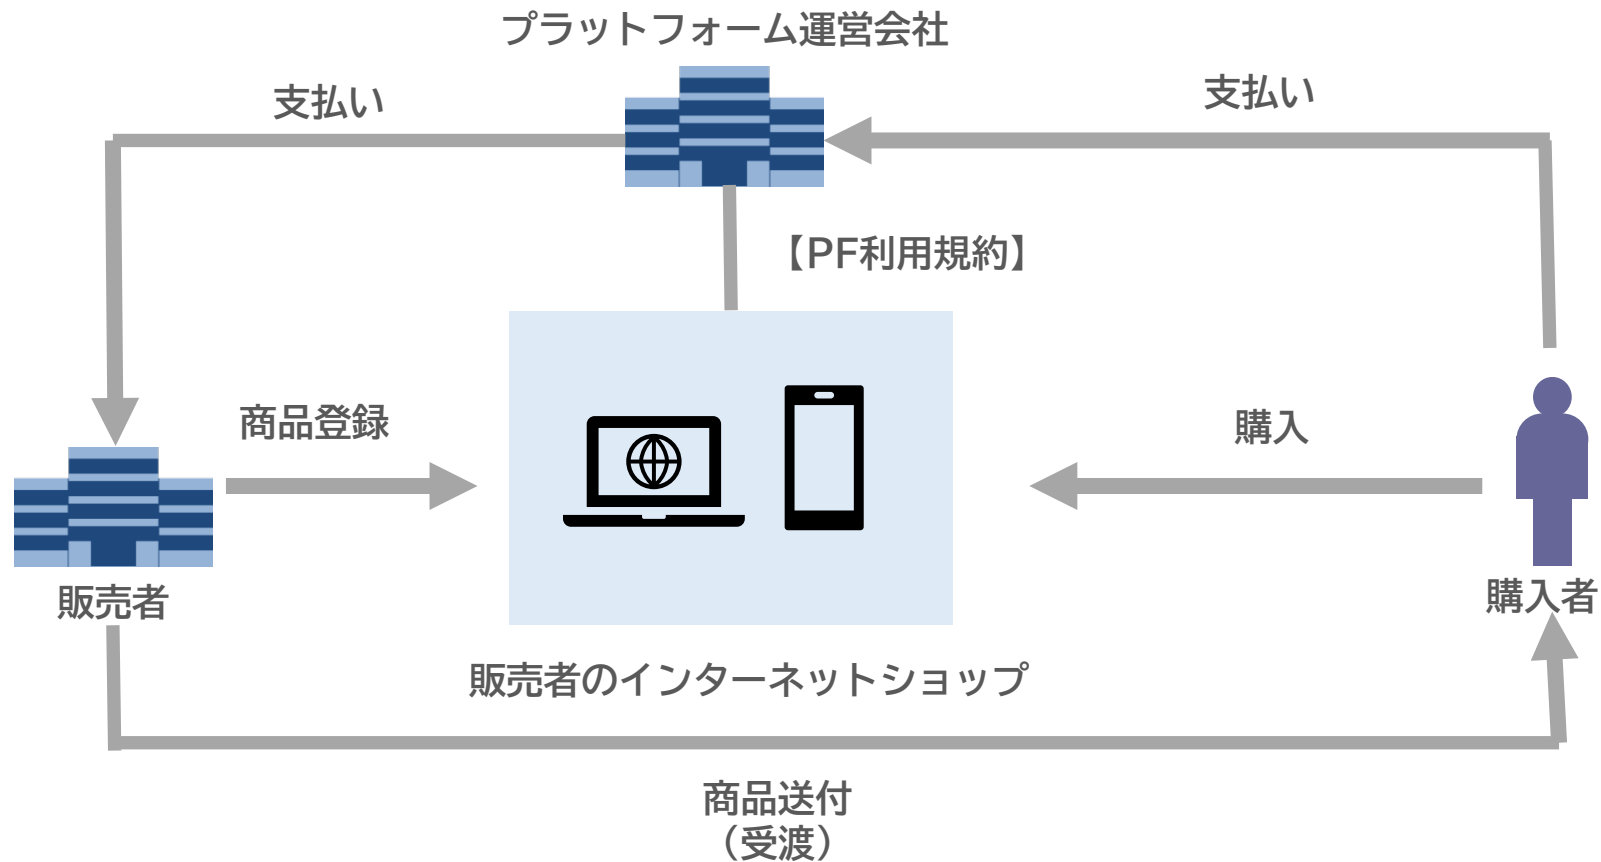 プラットフォーム運営会社
支払い
支払い
【PF利用規約】
商品登録
購入
販売者
購入者
販売者のインターネットショップ
商品送付
（受渡）